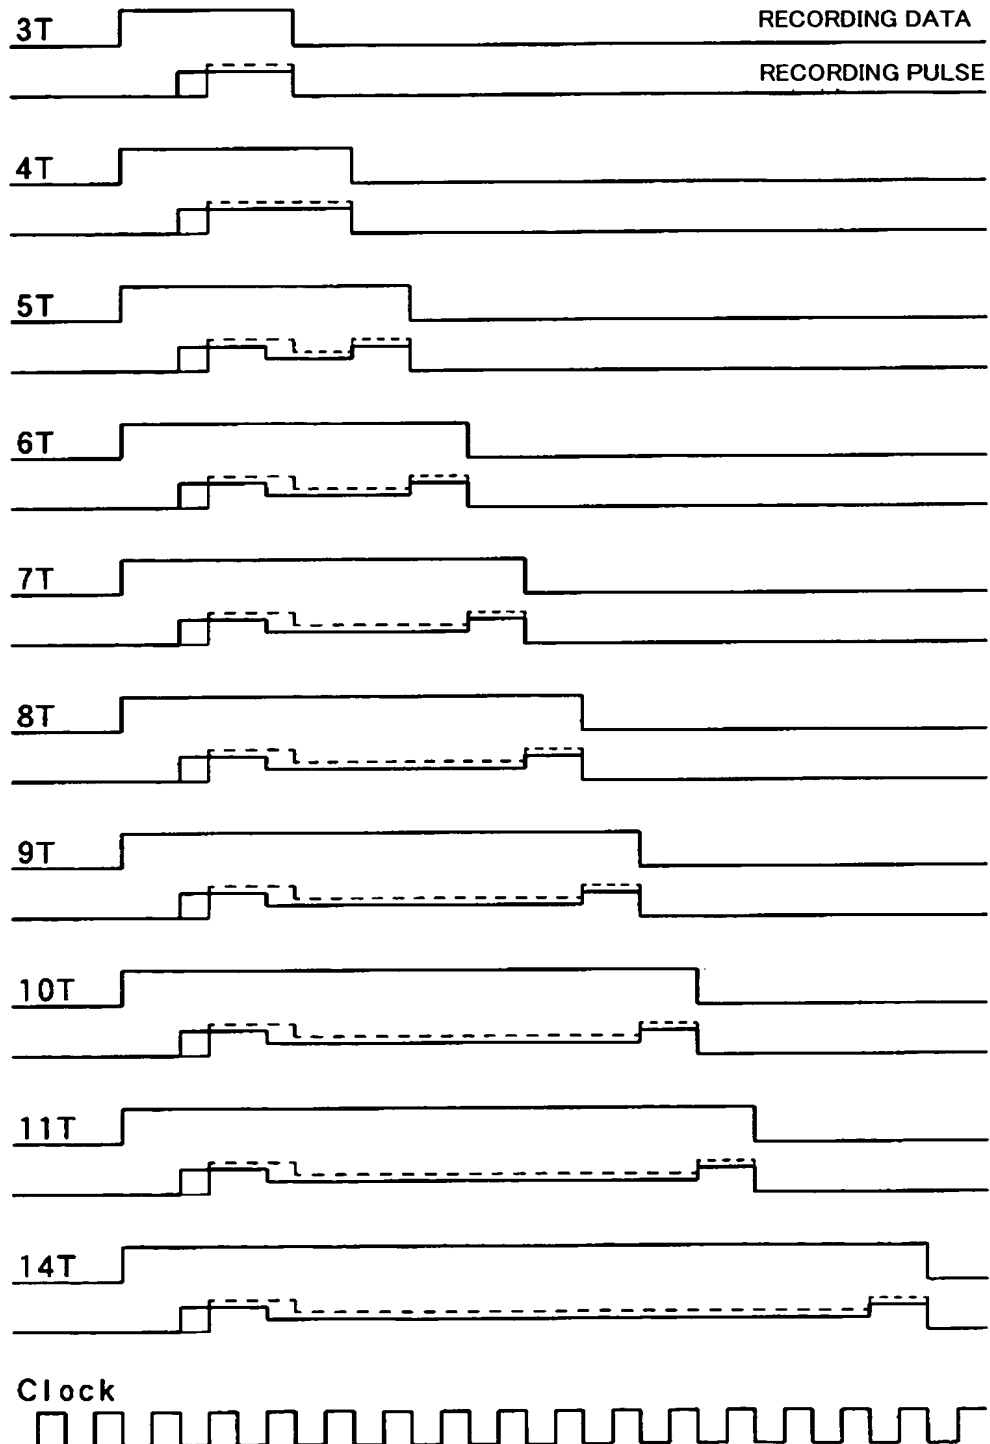 3T RECORDING DATA
RECORDING PULSE
4T
5T
6T
7T
8T
9T
10T
11T
14T
Clock